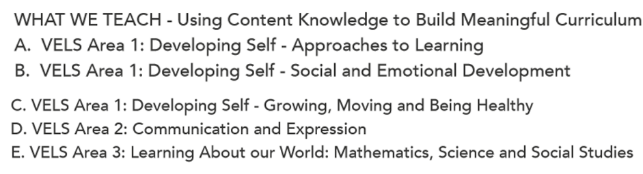 WHAT WE TEACH - Using Content Knowledge to Build Meaningful Curriculum
A. VELS Area 1: Developing Self - Approaches to Learning
B. VELS Area 1: Developing Self - Social and Emotional Development
C. VELS Area 1: Developing Self - Growing, Moving and Being Healthy
D. VELS Area 2: Communication and Expression
E. VELS Area 3: Learning About our World: Mathematics, Science and Social Studies